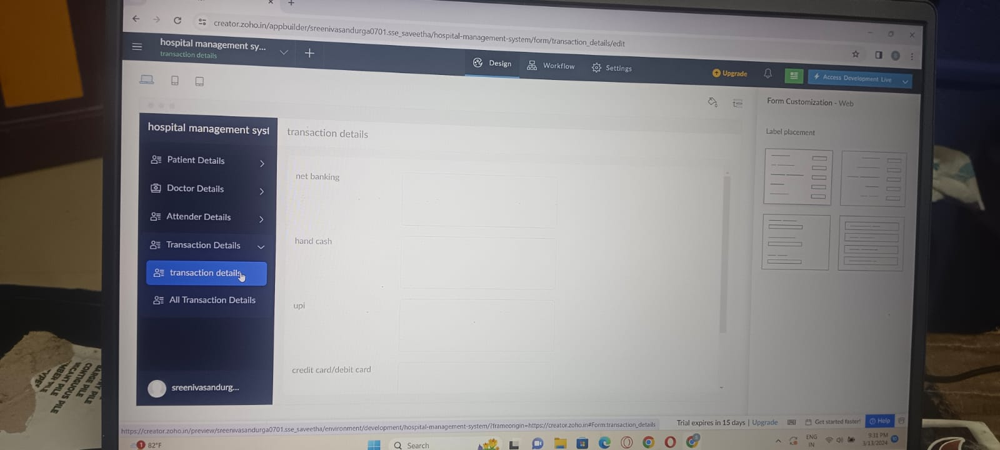 creator.zoho.in/appbuilder/sreenivasandurga0701.sse_saveetha/hospital-management-system/form/transaction_details/edit
hospital management sy...
transaction details
Design
Workflow
Settings
Upgrade
Access Development Live
Form Customization - Web
Label placement
hospital management syst
Patient Details
Doctor Details
Attender Details
Transaction Details
transaction details
All Transaction Details
sreenivasandurg...
transaction details
net banking
hand cash
upi
credit card/debit card
https://creator.zoho.in/preview/sreenivasandurga0701.sse_saveetha/environment/development/hospital-management-system/?frameorigin=https://creator.zoho.in#Form:transaction_details
Trial expires in 15 days | Upgrade
Get started faster!
Help
1 82°F
Search
ENG
IN
9:31 PM
3/13/2024
CONTIGUOUS PILE